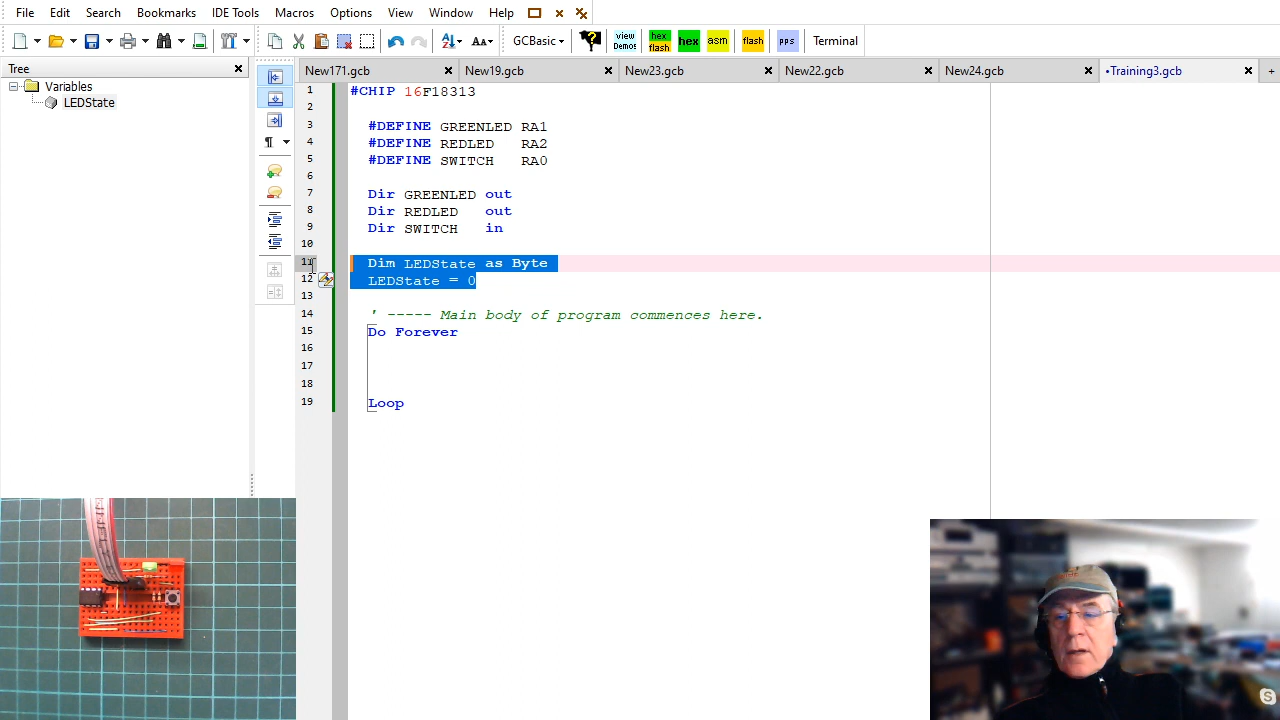 File Edit Search Bookmarks IDE Tools Macros Options View Window Help
GCBasic view Demos hex flash hex asm flash pps Terminal
Tree
New171.gcb New19.gcb New23.gcb New22.gcb New24.gcb •Training3.gcb
Variables
LEDState
1 #CHIP 16F18313
2
3 #DEFINE GREENLED RA1
4 #DEFINE REDLED RA2
5 #DEFINE SWITCH RA0
6
7 Dir GREENLED out
8 Dir REDLED out
9 Dir SWITCH in
10
11 Dim LEDState as Byte
12 LEDState = 0
13
14 ' ----- Main body of program commences here.
15 Do Forever
16
17
18
19 Loop